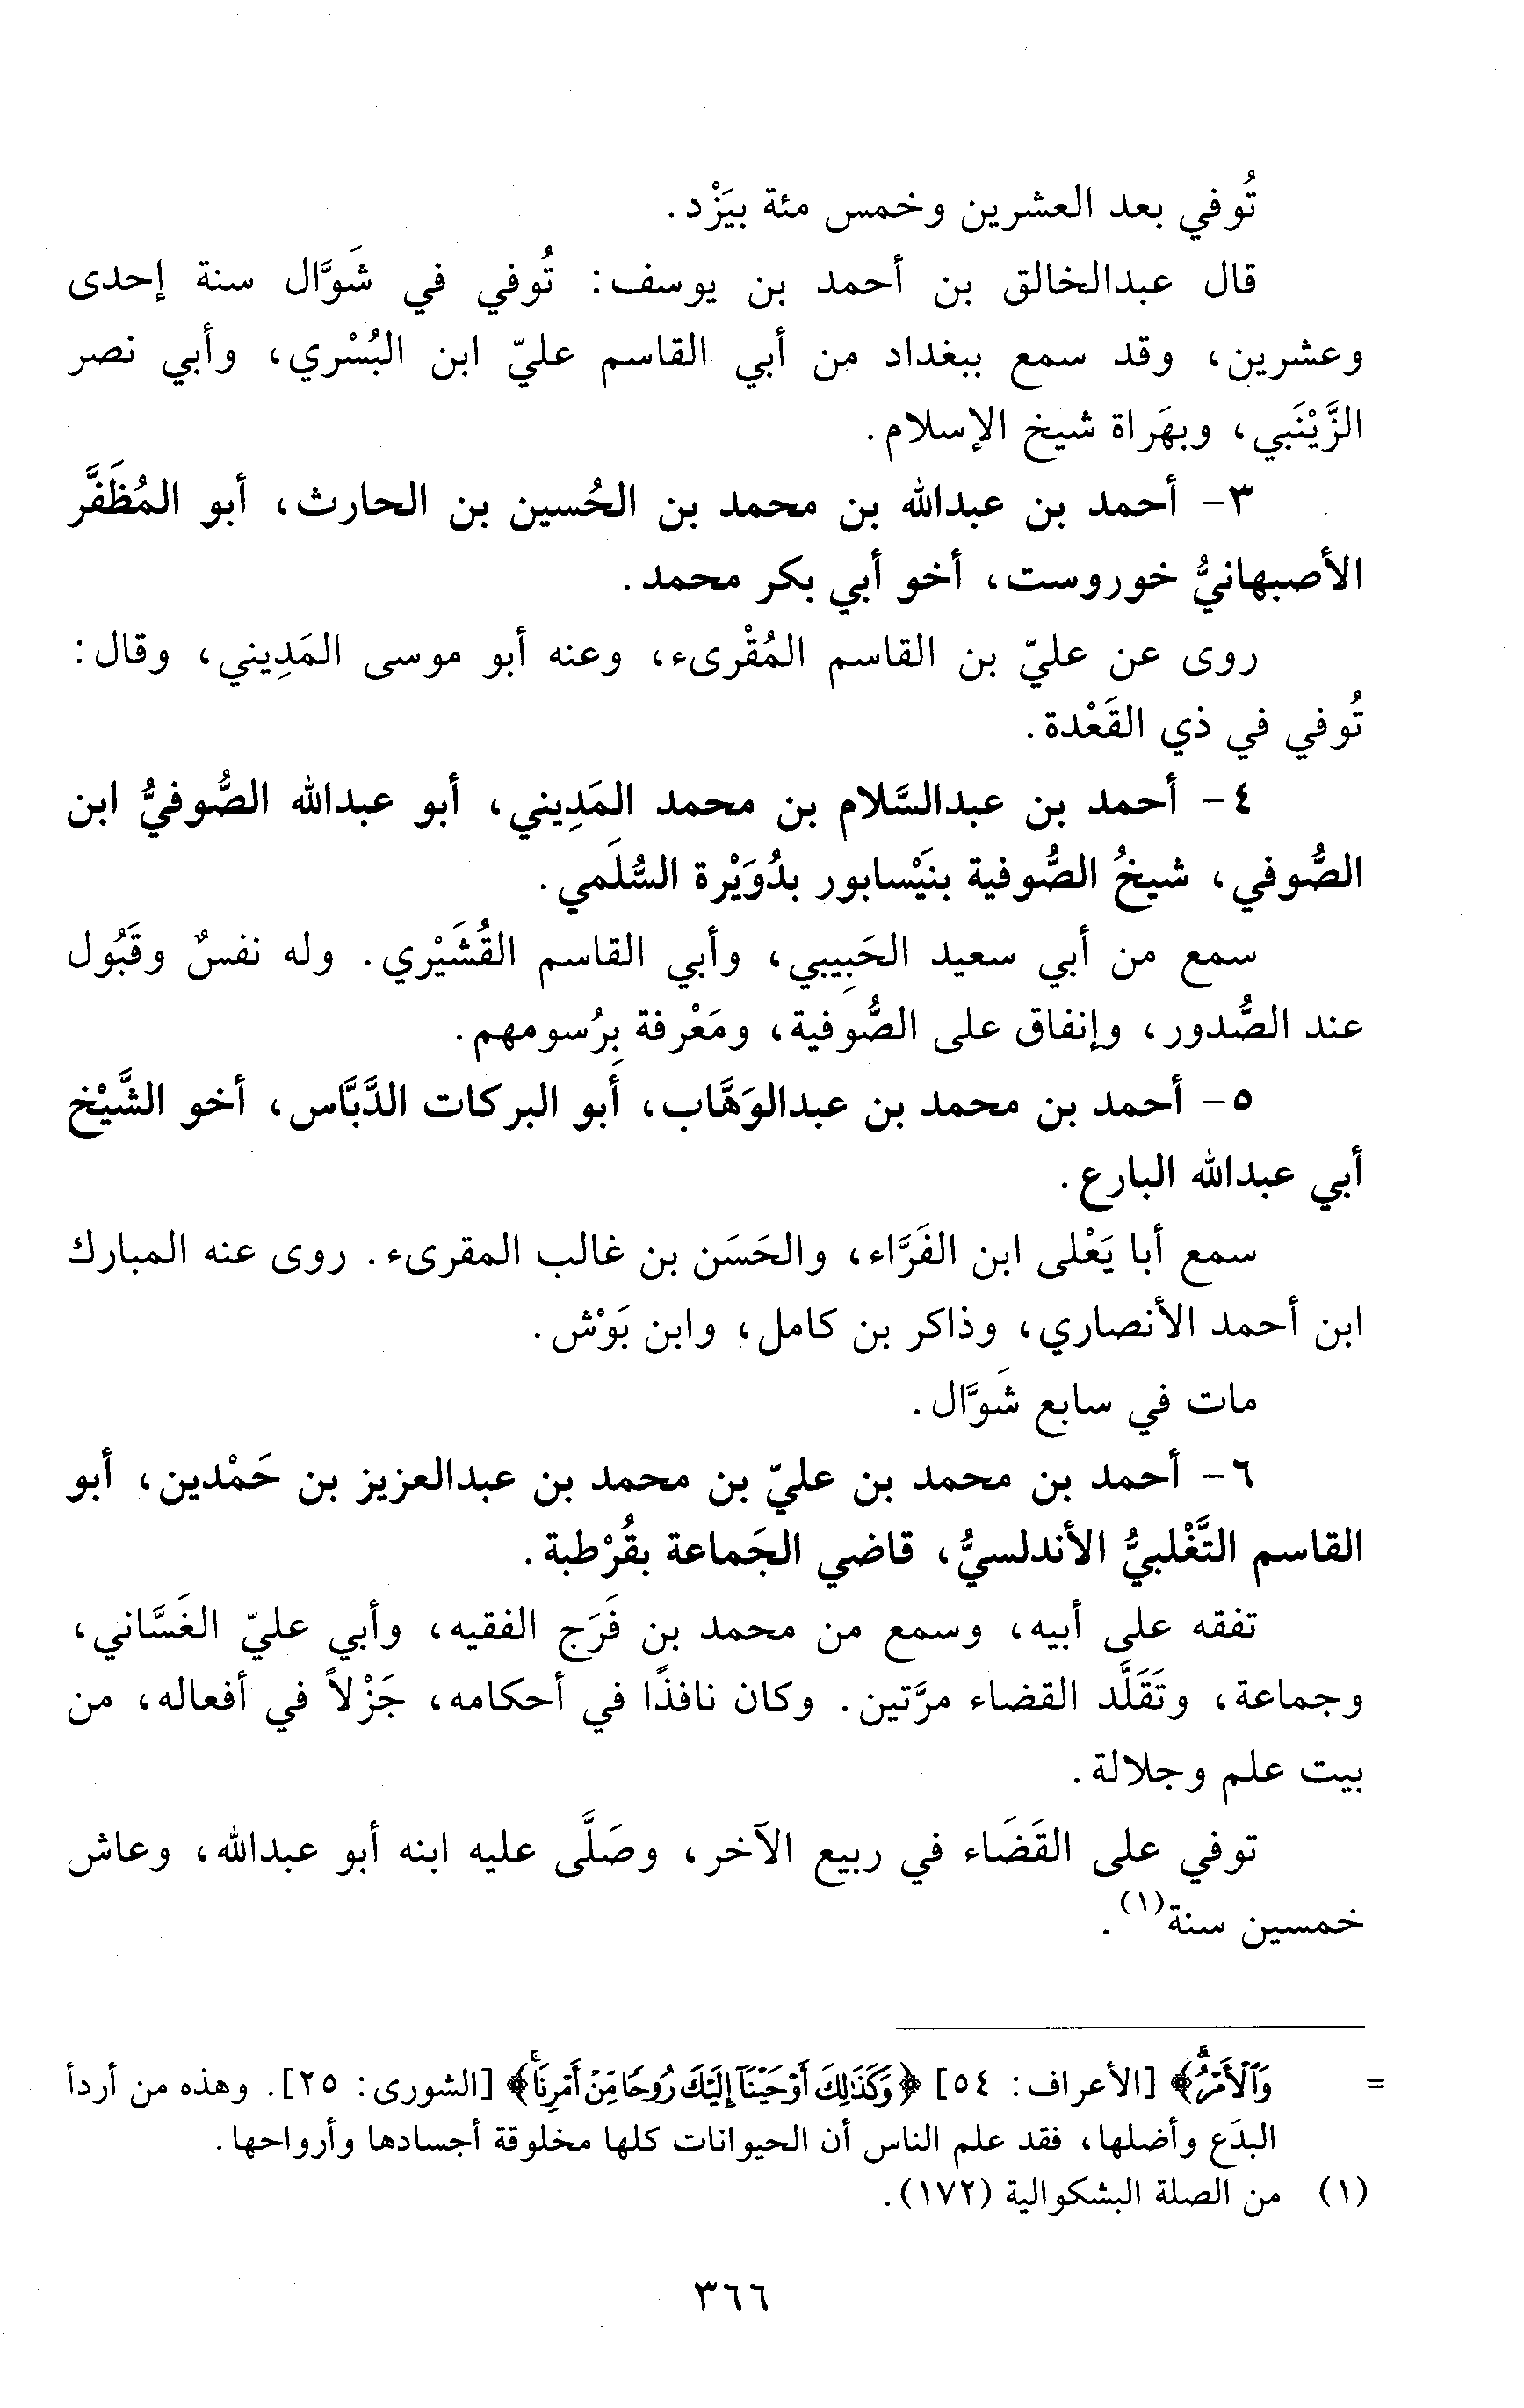 تُوفي بعد العشرين وخمس مئة بيَزْد.
قال عبدالخالق بن أحمد بن يوسف: تُوفي في شَوَّال سنة إحدى
وعشرين، وقد سمع ببغداد من أبي القاسم عليّ ابن البُسْري، وأبي نصر
الزَّيْنَبي، وبهَراة شيخ الإسلام.
٣- أحمد بن عبدالله بن محمد بن الحُسين بن الحارث، أبو المُظَفَّر
الأصبهانيُّ خوروست، أخو أبي بكر محمد.
روى عن عليّ بن القاسم المُقْرىء، وعنه أبو موسى المَدِيني، وقال:
تُوفي في ذي القَعْدة.
٤- أحمد بن عبدالسَّلام بن محمد المَدِيني، أبو عبدالله الصُّوفيُّ ابن
الصُّوفي، شيخُ الصُّوفية بنَيْسابور بدُوَيْرة السُّلَمي.
سمع من أبي سعيد الحَبِيبي، وأبي القاسم القُشَيْري. وله نفسٌ وقَبُول
عند الصُّدور، وإنفاق على الصُّوفية، ومَعْرفة بِرُسومهم.
٥- أحمد بن محمد بن عبدالوَهَّاب، أبو البركات الدَّبَّاس، أخو الشَّيْخ
أبي عبدالله البارع.
سمع أبا يَعْلى ابن الفَرَّاء، والحَسَن بن غالب المقرىء. روى عنه المبارك
ابن أحمد الأنصاري، وذاكر بن كامل، وابن بَوْش.
مات في سابع شَوَّال.
٦- أحمد بن محمد بن عليّ بن محمد بن عبدالعزيز بن حَمْدين، أبو
القاسم التَّغْلبيُّ الأندلسيُّ، قاضي الجَماعة بقُرْطبة.
تفقه على أبيه، وسمع من محمد بن فَرَج الفقيه، وأبي عليّ الغَسَّاني،
وجماعة، وتَقَلَّد القضاء مرَّتين. وكان نافذًا في أحكامه، جَزْلاً في أفعاله، من
بيت علم وجلالة.
توفي على القَضَاء في ربيع الآخر، وصَلَّى عليه ابنه أبو عبدالله، وعاش
خمسين سنة(١).
= وَٱلْأَمْرُ﴾ [الأعراف: ٥٤] ﴿وَكَذَٰلِكَ أَوْحَيْنَآ إِلَيْكَ رُوحًا مِّنْ أَمْرِنَا﴾ [الشورى: ٢٥]. وهذه من أردأ
البدَع وأضلها، فقد علم الناس أن الحيوانات كلها مخلوقة أجسادها وأرواحها.
(١) من الصلة البشكوالية (١٧٢).
٣٦٦